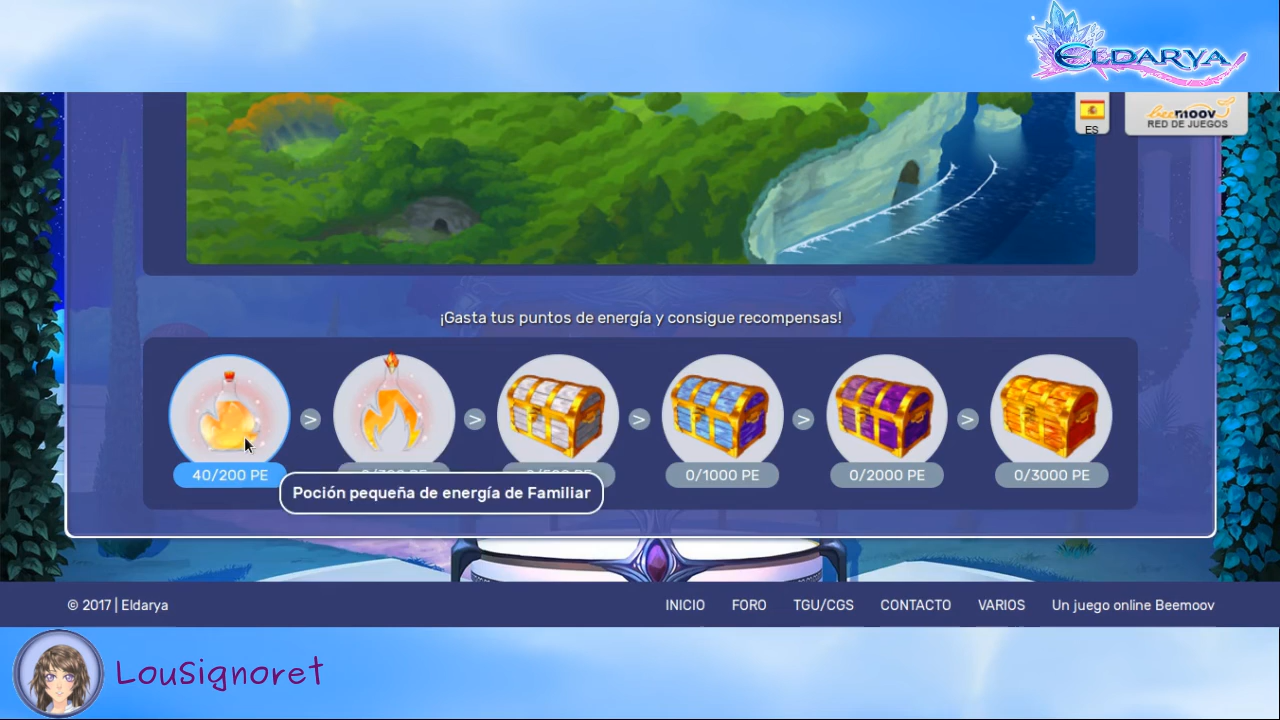 ELDARYA
ES
beemoov
RED DE JUEGOS
¡Gasta tus puntos de energía y consigue recompensas!
> > > > >
40/200 PE
0/1000 PE
0/2000 PE
0/3000 PE
Poción pequeña de energía de Familiar
© 2017 | Eldarya
INICIO
FORO
TGU/CGS
CONTACTO
VARIOS
Un juego online Beemoov
LouSignoret